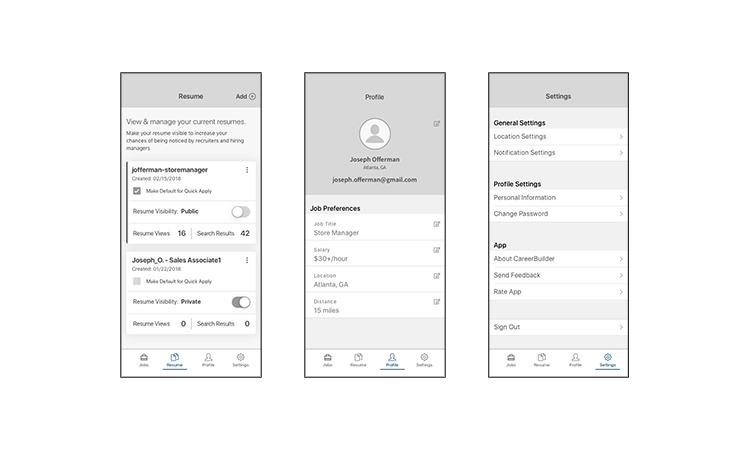 Resume
Add
View & manage your current resumes.
Make your resume visible to increase your
chances of being noticed by recruiters and hiring
managers
jofferman-storemanager
Created: 02/15/2018
Make Default for Quick Apply
Resume Visibility: Public
Resume Views 16 Search Results 42
Joseph_O. - Sales Associate1
Created: 01/22/2018
Make Default for Quick Apply
Resume Visibility: Private
Resume Views 0 Search Results 0
Jobs Resume Profile Settings
Profile
Joseph Offerman
Atlanta, GA
joseph.offerman@gmail.com
Job Preferences
Job Title
Store Manager
Salary
$30+/hour
Location
Atlanta, GA
Distance
15 miles
Jobs Resume Profile Settings
Settings
General Settings
Location Settings
Notification Settings
Profile Settings
Personal Information
Change Password
App
About CareerBuilder
Send Feedback
Rate App
Sign Out
Jobs Resume Profile Settings